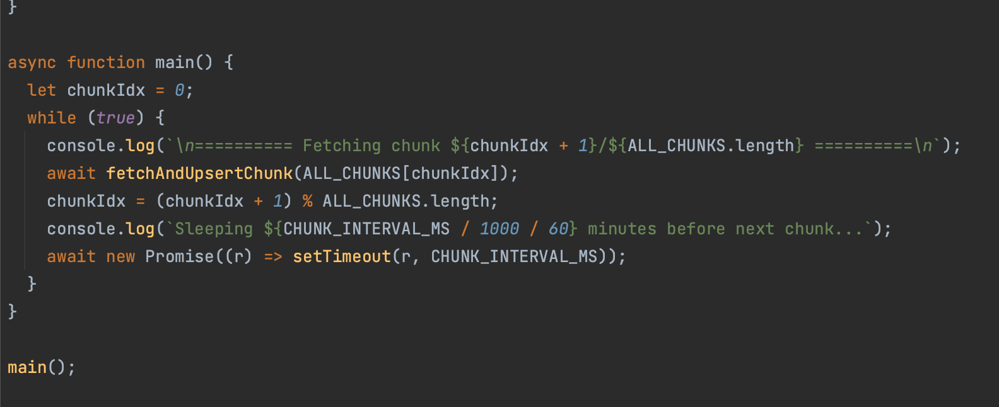 }
async function main() {
  let chunkIdx = 0;
  while (true) {
    console.log(`\n========== Fetching chunk ${chunkIdx + 1}/${ALL_CHUNKS.length} ==========\n`);
    await fetchAndUpsertChunk(ALL_CHUNKS[chunkIdx]);
    chunkIdx = (chunkIdx + 1) % ALL_CHUNKS.length;
    console.log(`Sleeping ${CHUNK_INTERVAL_MS / 1000 / 60} minutes before next chunk...`);
    await new Promise((r) => setTimeout(r, CHUNK_INTERVAL_MS));
  }
}
main();